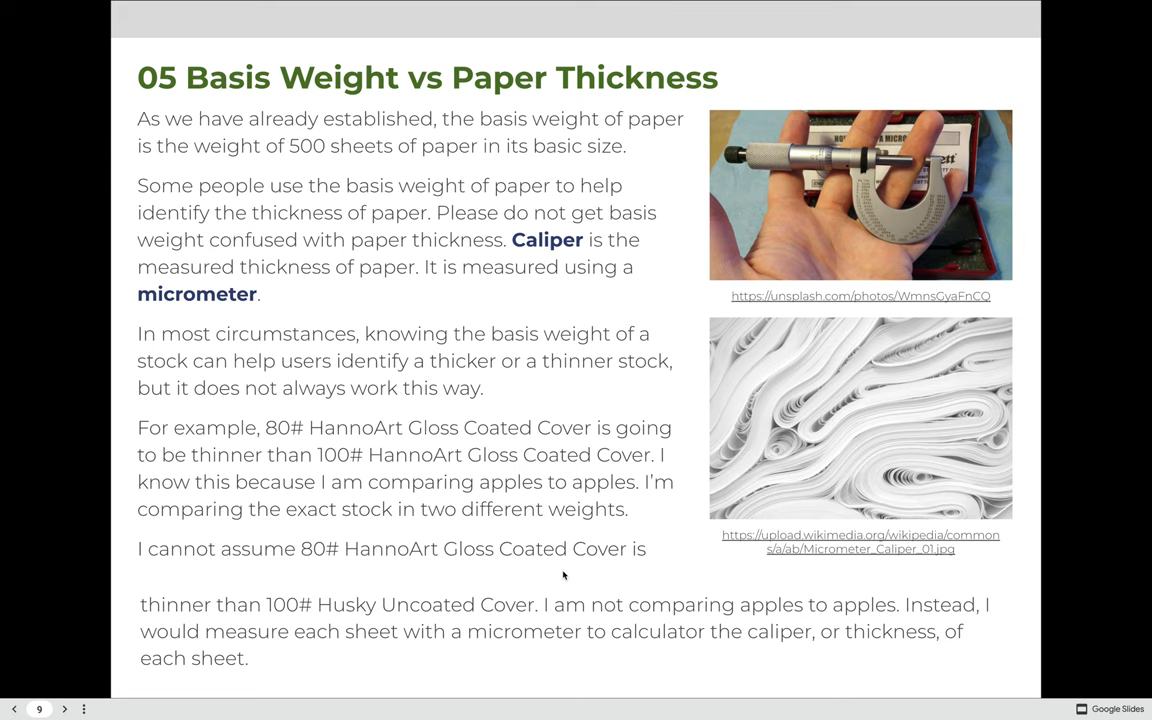 05 Basis Weight vs Paper Thickness
As we have already established, the basis weight of paper
is the weight of 500 sheets of paper in its basic size.
Some people use the basis weight of paper to help
identify the thickness of paper. Please do not get basis
weight confused with paper thickness. Caliper is the
measured thickness of paper. It is measured using a
micrometer.
In most circumstances, knowing the basis weight of a
stock can help users identify a thicker or a thinner stock,
but it does not always work this way.
For example, 80# HannoArt Gloss Coated Cover is going
to be thinner than 100# HannoArt Gloss Coated Cover. I
know this because I am comparing apples to apples. I'm
comparing the exact stock in two different weights.
I cannot assume 80# HannoArt Gloss Coated Cover is
thinner than 100# Husky Uncoated Cover. I am not comparing apples to apples. Instead, I
would measure each sheet with a micrometer to calculator the caliper, or thickness, of
each sheet.
https://unsplash.com/photos/WmnsGyaFnCQ
https://upload.wikimedia.org/wikipedia/common
s/a/ab/Micrometer_Caliper_01.jpg
9
Google Slides